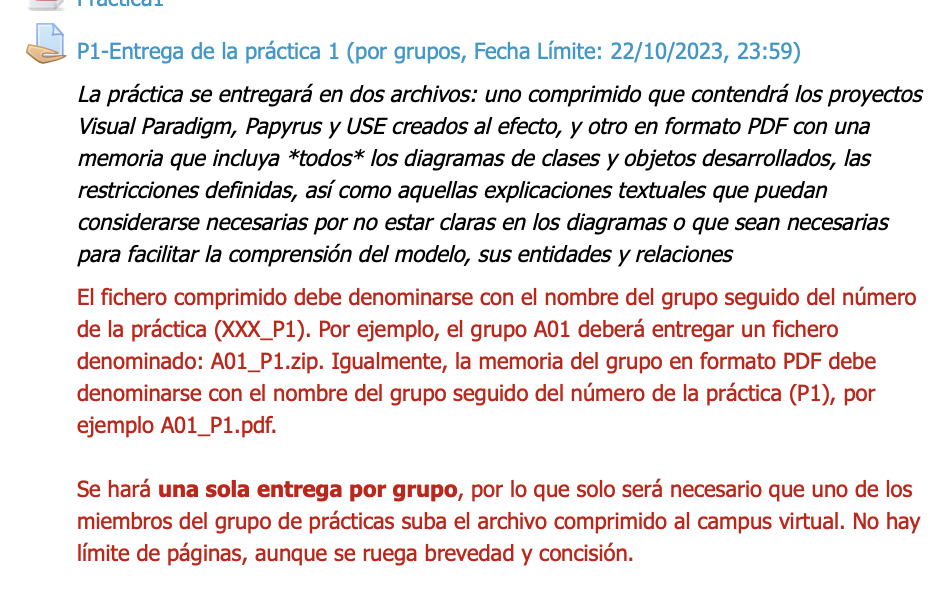 Práctica1
P1-Entrega de la práctica 1 (por grupos, Fecha Límite: 22/10/2023, 23:59)
La práctica se entregará en dos archivos: uno comprimido que contendrá los proyectos
Visual Paradigm, Papyrus y USE creados al efecto, y otro en formato PDF con una
memoria que incluya *todos* los diagramas de clases y objetos desarrollados, las
restricciones definidas, así como aquellas explicaciones textuales que puedan
considerarse necesarias por no estar claras en los diagramas o que sean necesarias
para facilitar la comprensión del modelo, sus entidades y relaciones
El fichero comprimido debe denominarse con el nombre del grupo seguido del número
de la práctica (XXX_P1). Por ejemplo, el grupo A01 deberá entregar un fichero
denominado: A01_P1.zip. Igualmente, la memoria del grupo en formato PDF debe
denominarse con el nombre del grupo seguido del número de la práctica (P1), por
ejemplo A01_P1.pdf.
Se hará una sola entrega por grupo, por lo que solo será necesario que uno de los
miembros del grupo de prácticas suba el archivo comprimido al campus virtual. No hay
límite de páginas, aunque se ruega brevedad y concisión.